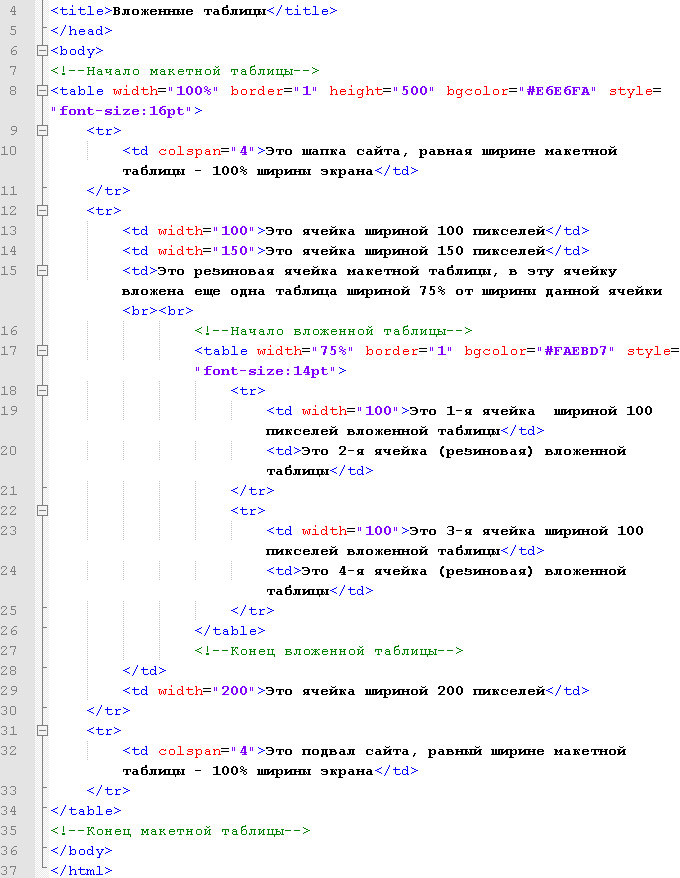 4 <title>Вложенные таблицы</title>
5 </head>
6 <body>
7 <!--Начало макетной таблицы-->
8 <table width="100%" border="1" height="500" bgcolor="#E6E6FA" style=
"font-size:16pt">
9 <tr>
10 <td colspan="4">Это шапка сайта, равная ширине макетной
таблицы - 100% ширины экрана</td>
11 </tr>
12 <tr>
13 <td width="100">Это ячейка шириной 100 пикселей</td>
14 <td width="150">Это ячейка шириной 150 пикселей</td>
15 <td>Это резиновая ячейка макетной таблицы, в эту ячейку
вложена еще одна таблица шириной 75% от ширины данной ячейки
<br><br>
16 <!--Начало вложенной таблицы-->
17 <table width="75%" border="1" bgcolor="#FAEBD7" style=
"font-size:14pt">
18 <tr>
19 <td width="100">Это 1-я ячейка  шириной 100
пикселей вложенной таблицы</td>
20 <td>Это 2-я ячейка (резиновая) вложенной
таблицы</td>
21 </tr>
22 <tr>
23 <td width="100">Это 3-я ячейка шириной 100
пикселей вложенной таблицы</td>
24 <td>Это 4-я ячейка (резиновая) вложенной
таблицы</td>
25 </tr>
26 </table>
27 <!--Конец вложенной таблицы-->
28 </td>
29 <td width="200">Это ячейка шириной 200 пикселей</td>
30 </tr>
31 <tr>
32 <td colspan="4">Это подвал сайта, равный ширине макетной
таблицы - 100% ширины экрана</td>
33 </tr>
34 </table>
35 <!--Конец макетной таблицы-->
36 </body>
37 </html>